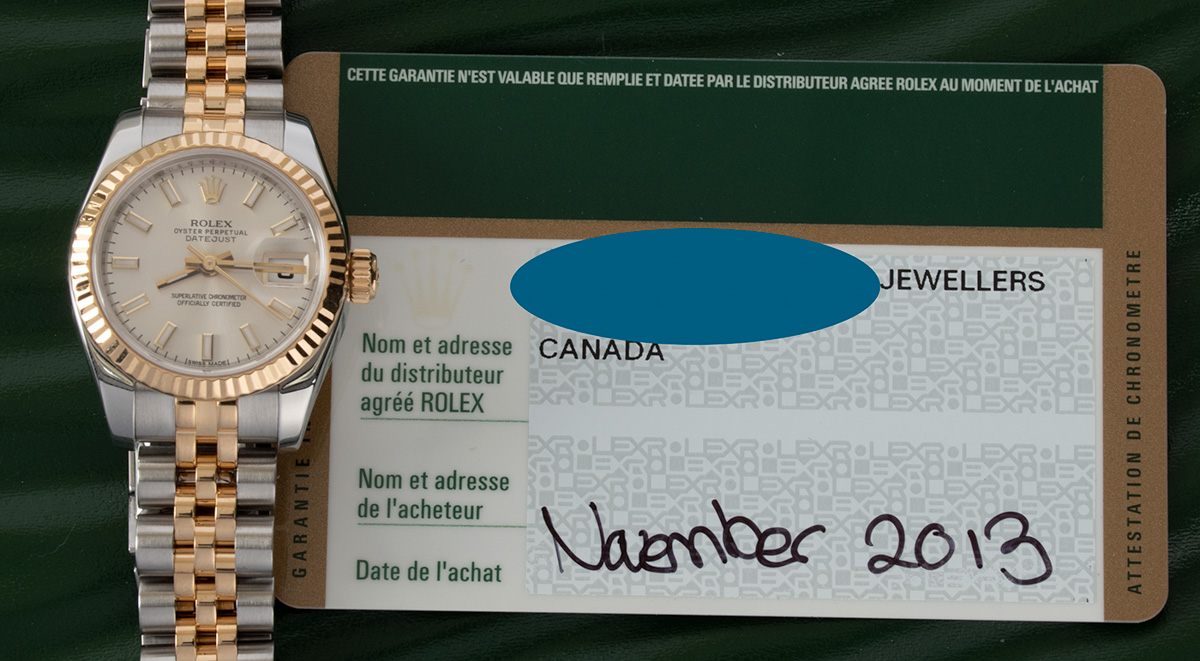 ROLEX
OYSTER PERPETUAL
DATEJUST
SUPERLATIVE CHRONOMETER
OFFICIALLY CERTIFIED
SWISS MADE
CETTE GARANTIE N'EST VALABLE QUE REMPLIE ET DATEE PAR LE DISTRIBUTEUR AGREE ROLEX AU MOMENT DE L'ACHAT
JEWELLERS
CANADA
Nom et adresse
du distributeur
agréé ROLEX
Nom et adresse
de l'acheteur
November 2013
Date de l'achat
GARANTIE
ATTESTATION DE CHRONOMETRE